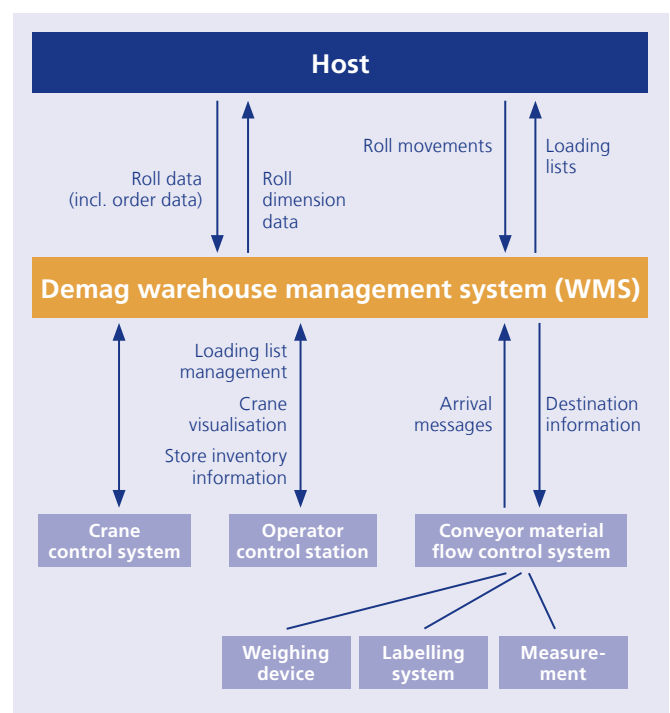 Host
Roll data
(incl. order data)
Roll
dimension
data
Roll movements
Loading
lists
Demag warehouse management system (WMS)
Loading list
management
Crane
visualisation
Store inventory
information
Arrival
messages
Destination
information
Crane
control system
Operator
control station
Conveyor material
flow control system
Weighing
device
Labelling
system
Measure-
ment